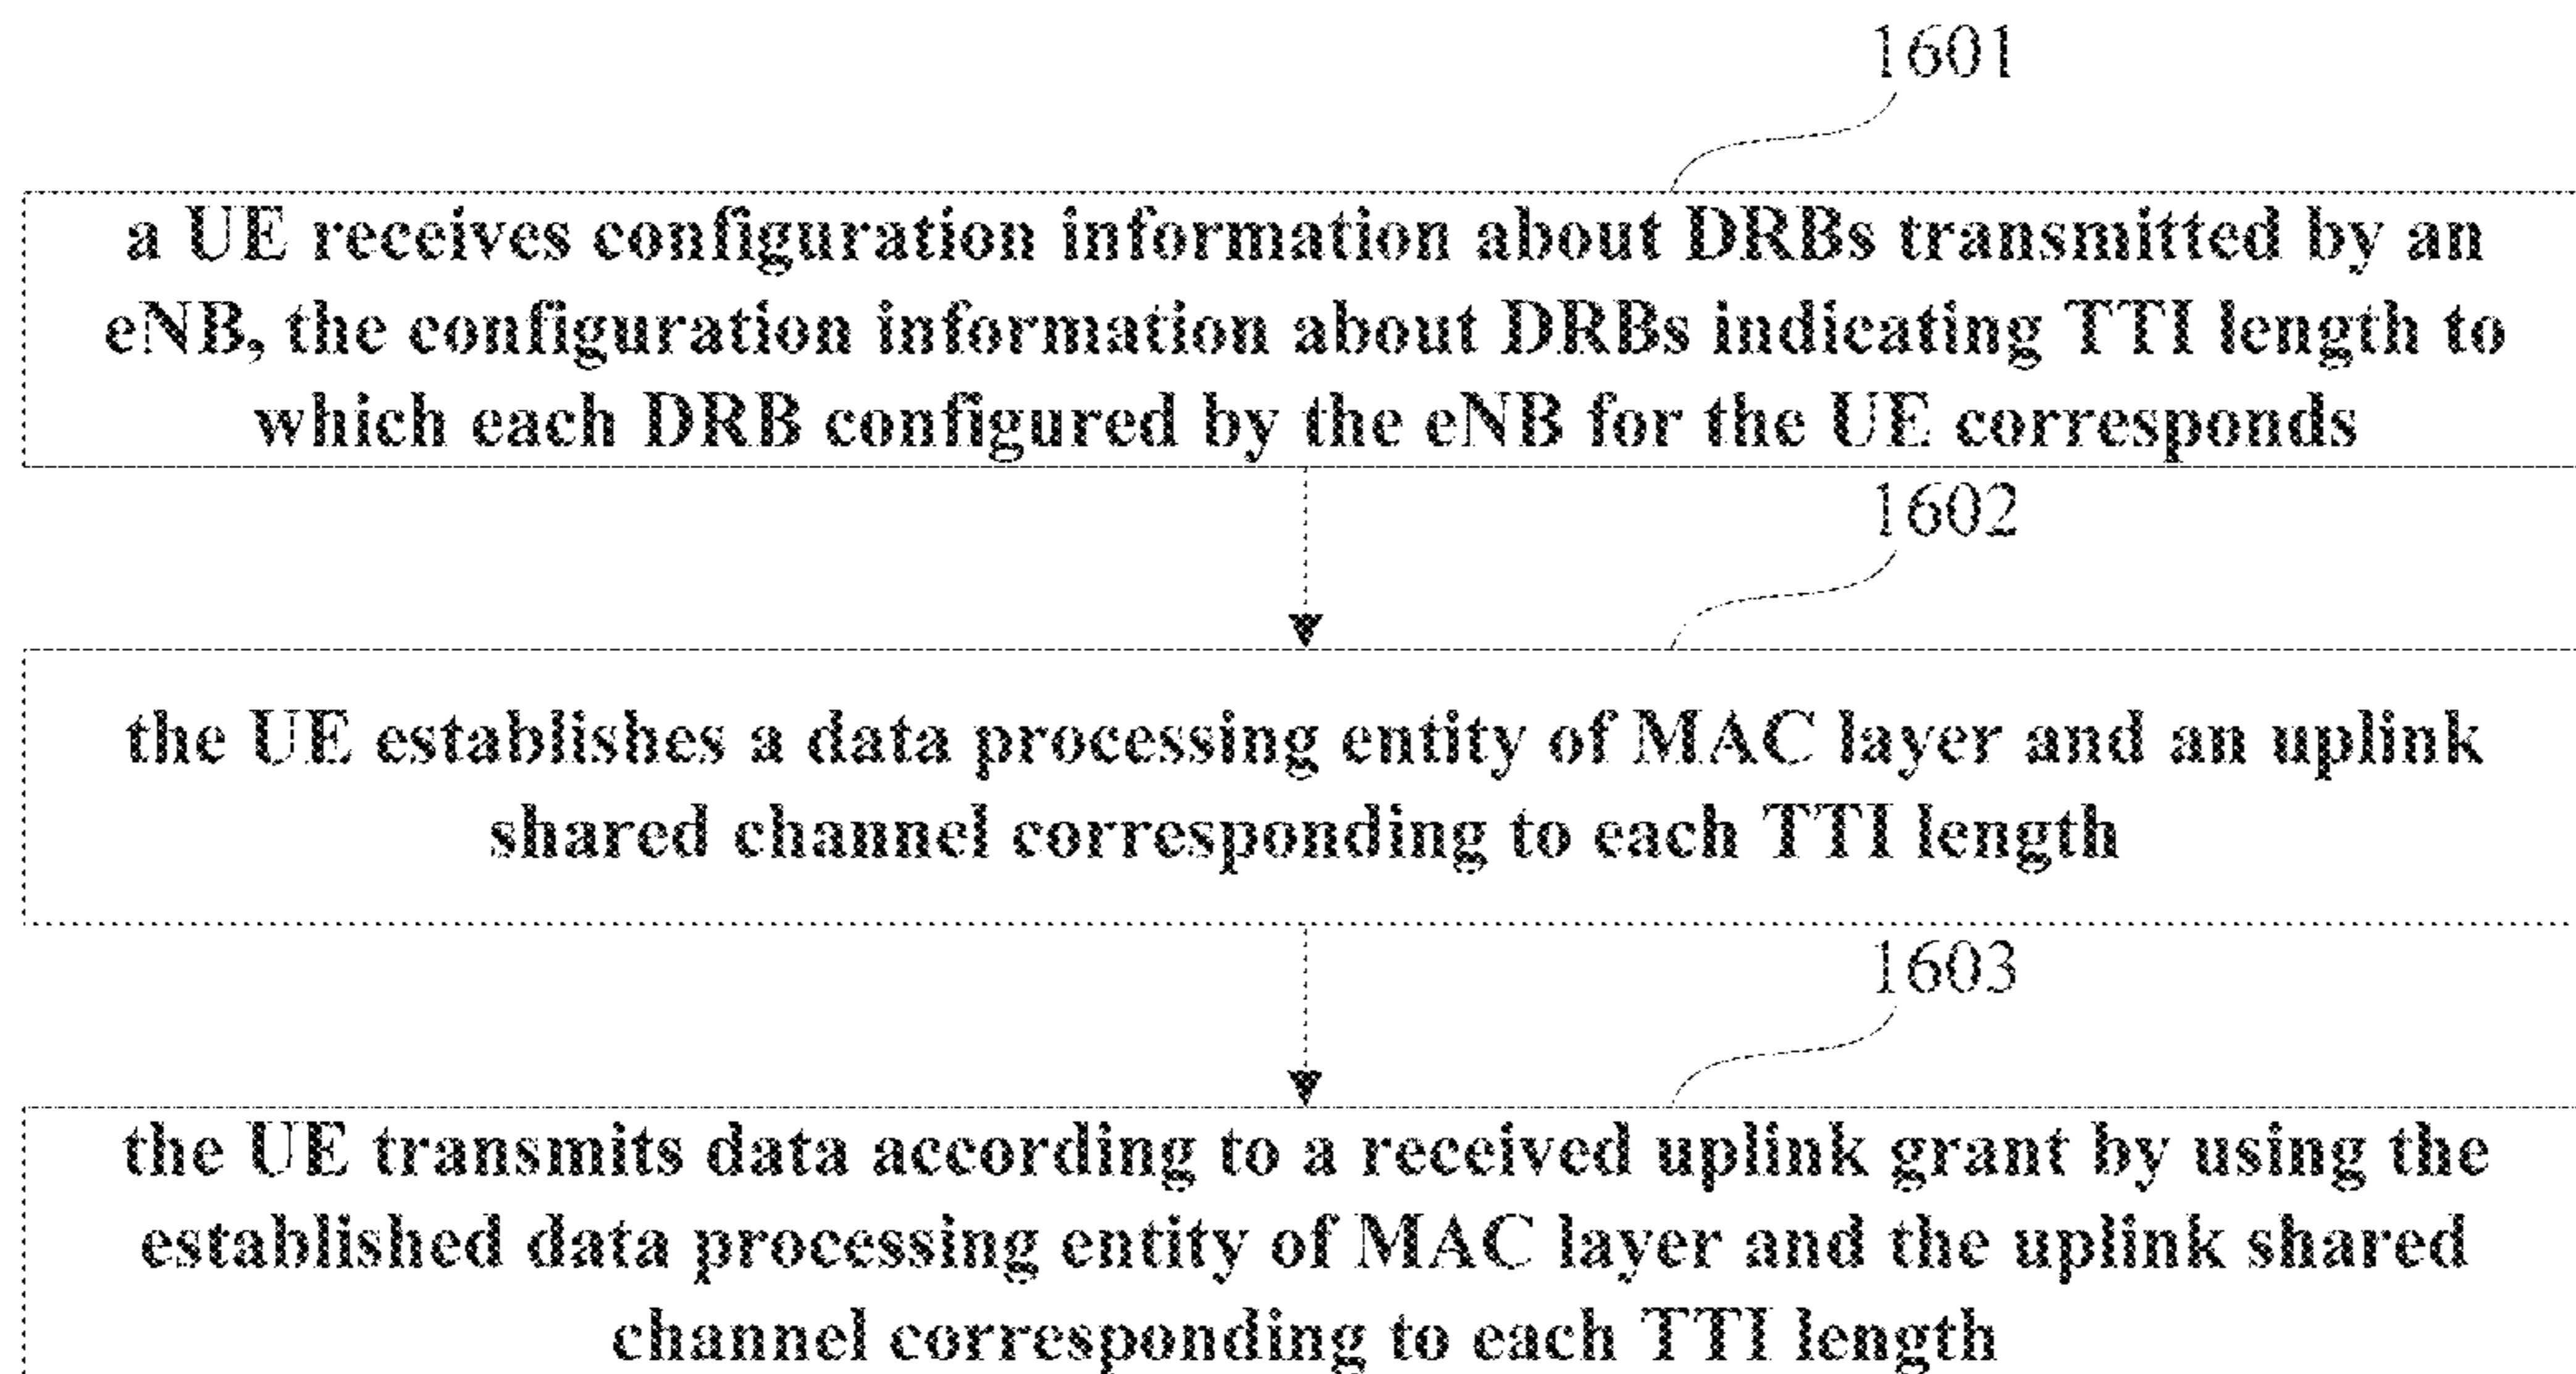 1601
a UE receives configuration information about DRBs transmitted by an
eNB, the configuration information about DRBs indicating TTI length to
which each DRB configured by the eNB for the UE corresponds
1602
the UE establishes a data processing entity of MAC layer and an uplink
shared channel corresponding to each TTI length
1603
the UE transmits data according to a received uplink grant by using the
established data processing entity of MAC layer and the uplink shared
channel corresponding to each TTI length